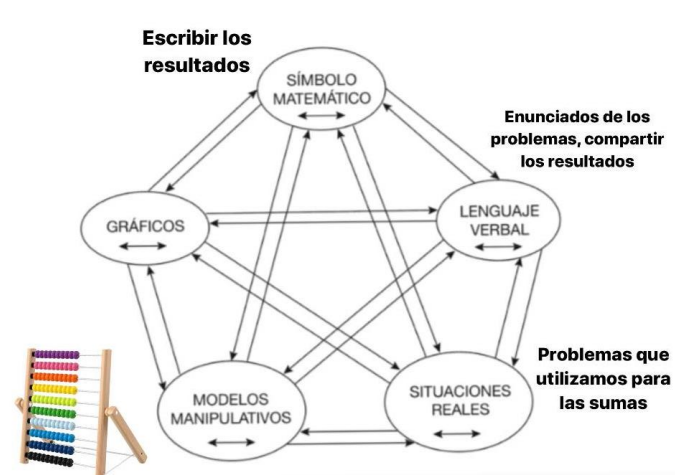 Escribir los
resultados
SÍMBOLO
MATEMÁTICO
Enunciados de los
problemas, compartir
los resultados
GRÁFICOS
LENGUAJE
VERBAL
Problemas que
utilizamos para
las sumas
MODELOS
MANIPULATIVOS
SITUACIONES
REALES